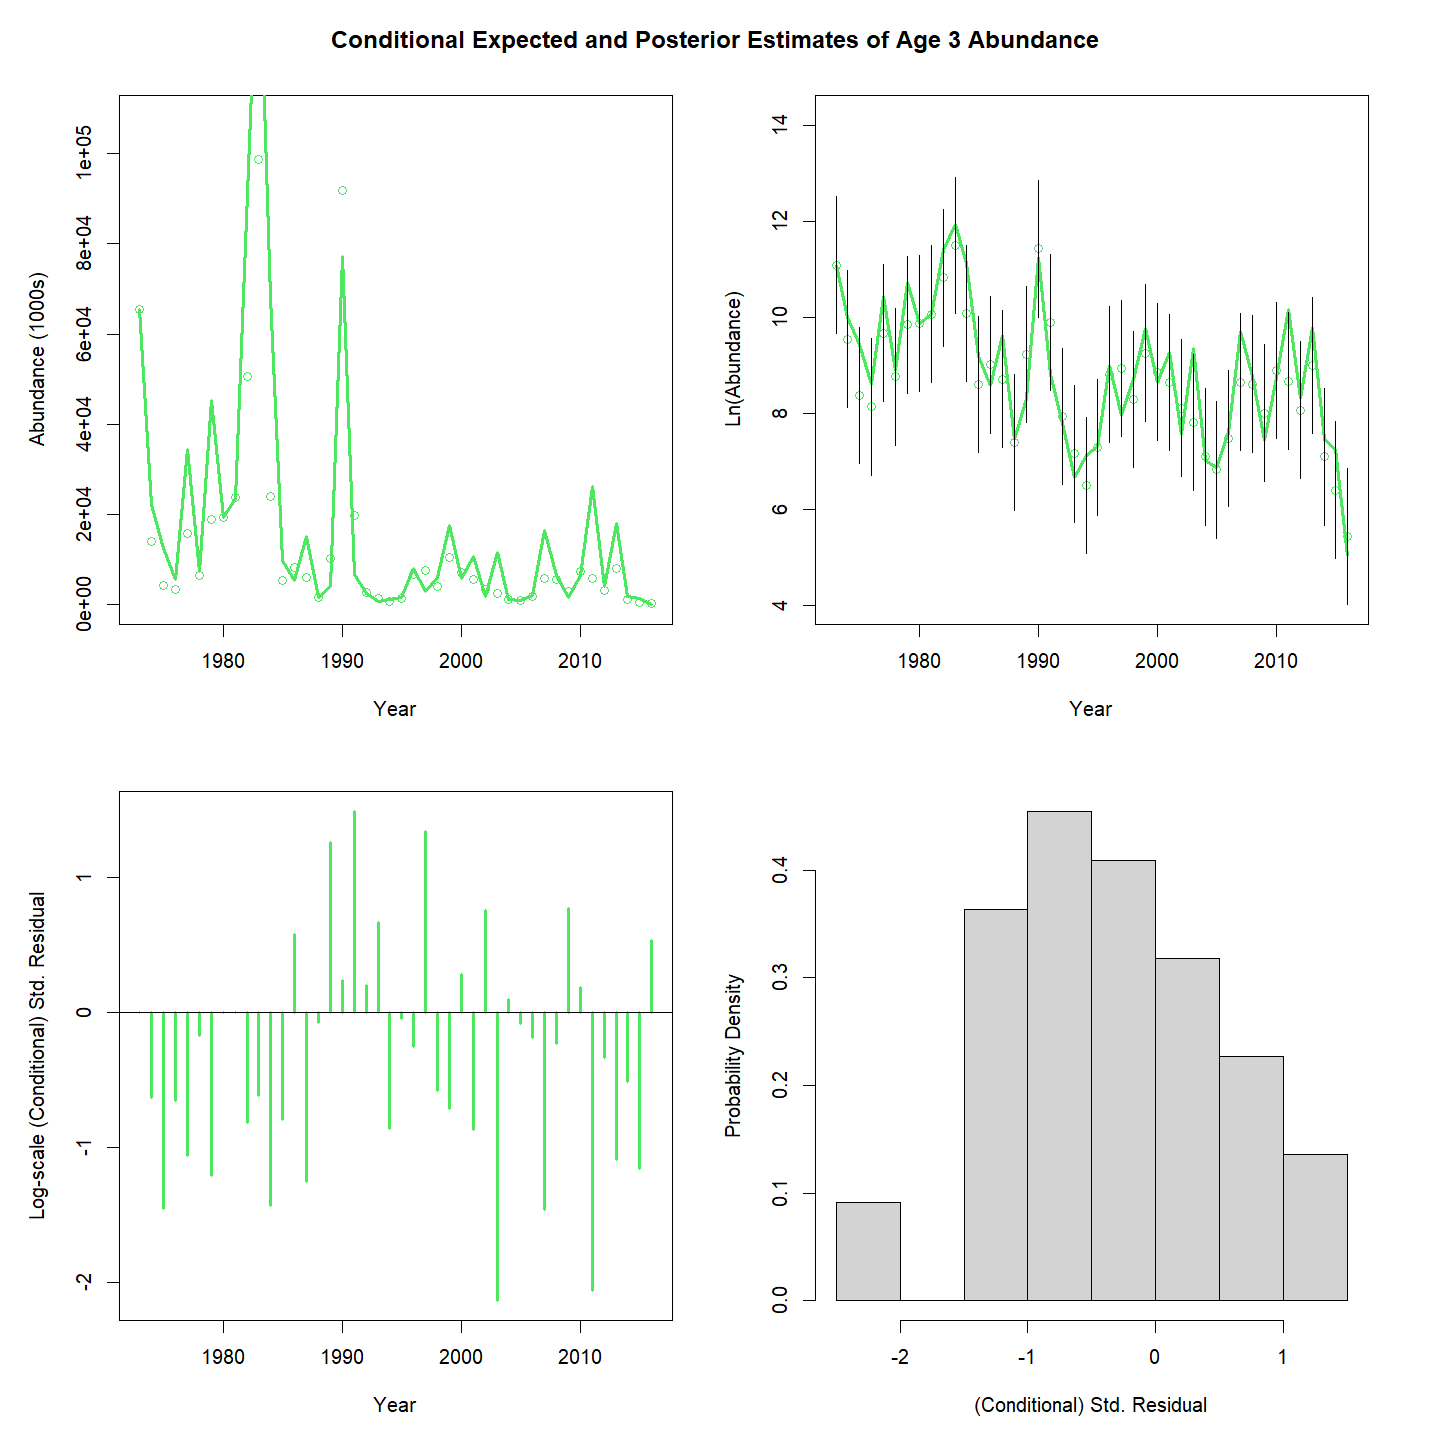 Conditional Expected and Posterior Estimates of Age 3 Abundance
Abundance (1000s)
0e+00 2e+04 4e+04 6e+04 8e+04 1e+05
1980 1990 2000 2010
Year
Ln(Abundance)
4 6 8 10 12 14
1980 1990 2000 2010
Year
Log-scale (Conditional) Std. Residual
-2 -1 0 1
1980 1990 2000 2010
Year
Probability Density
0.0 0.1 0.2 0.3 0.4
-2 -1 0 1
(Conditional) Std. Residual